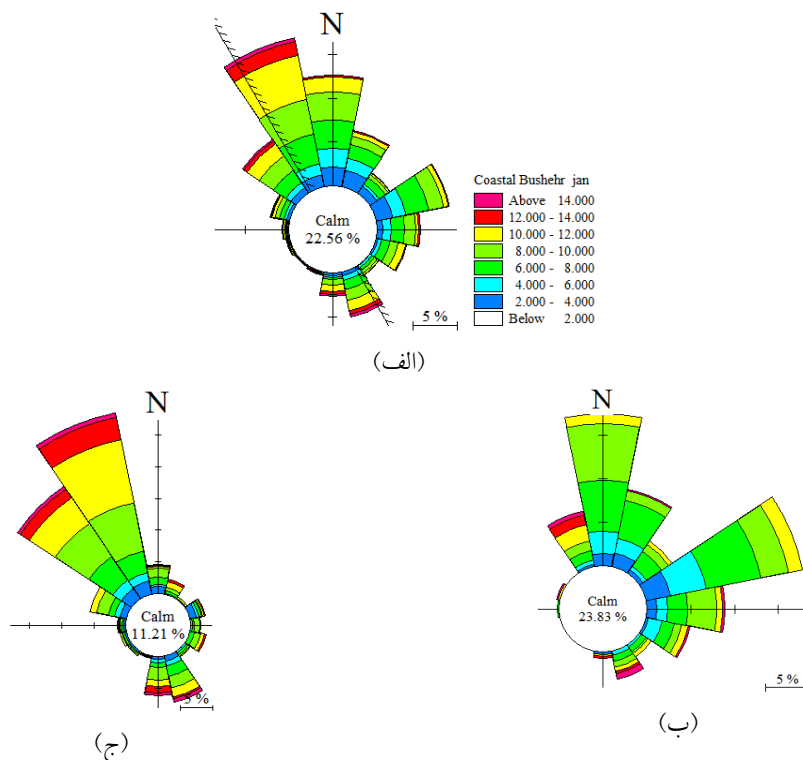 N
Calm
22.56 %
5 %
Coastal Bushehr jan
Above 14.000
12.000 - 14.000
10.000 - 12.000
8.000 - 10.000
6.000 - 8.000
4.000 - 6.000
2.000 - 4.000
Below 2.000
(الف)
N
Calm
11.21 %
5 %
(ج)
N
Calm
23.83 %
5 %
(ب)